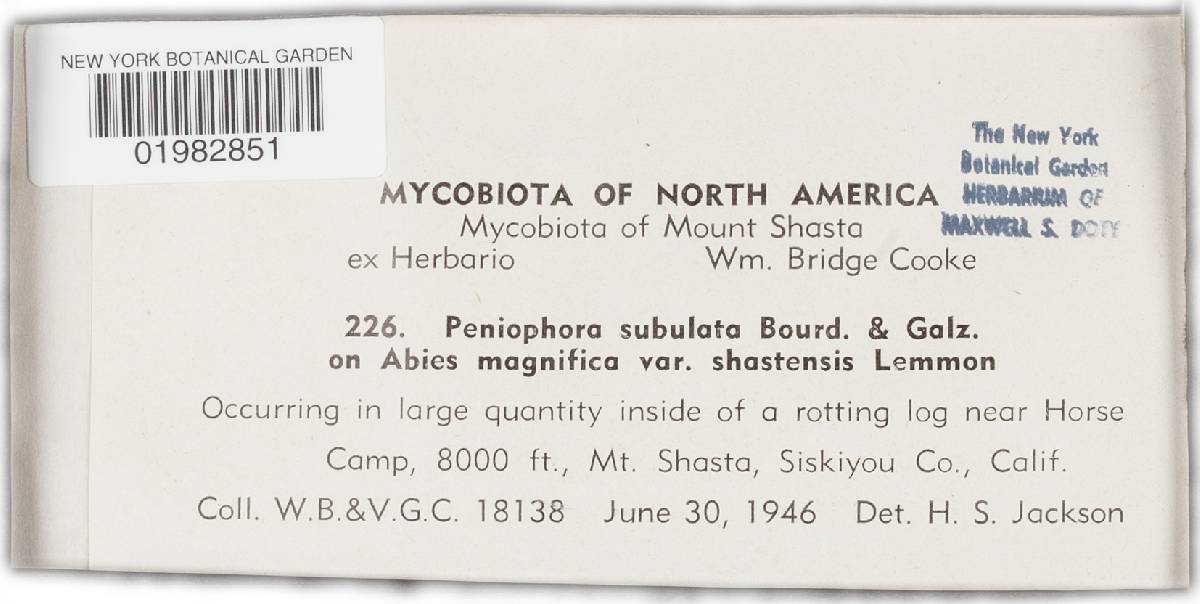 NEW YORK BOTANICAL GARDEN
01982851
The New York
Botanical Garden
HERBARIUM OF
MAXWELL S. DOTY
MYCOBIOTA OF NORTH AMERICA
Mycobiota of Mount Shasta
ex Herbario Wm. Bridge Cooke
226. Peniophora subulata Bourd. & Galz.
on Abies magnifica var. shastensis Lemmon
Occurring in large quantity inside of a rotting log near Horse
Camp, 8000 ft., Mt. Shasta, Siskiyou Co., Calif.
Coll. W.B.&V.G.C. 18138 June 30, 1946 Det. H. S. Jackson